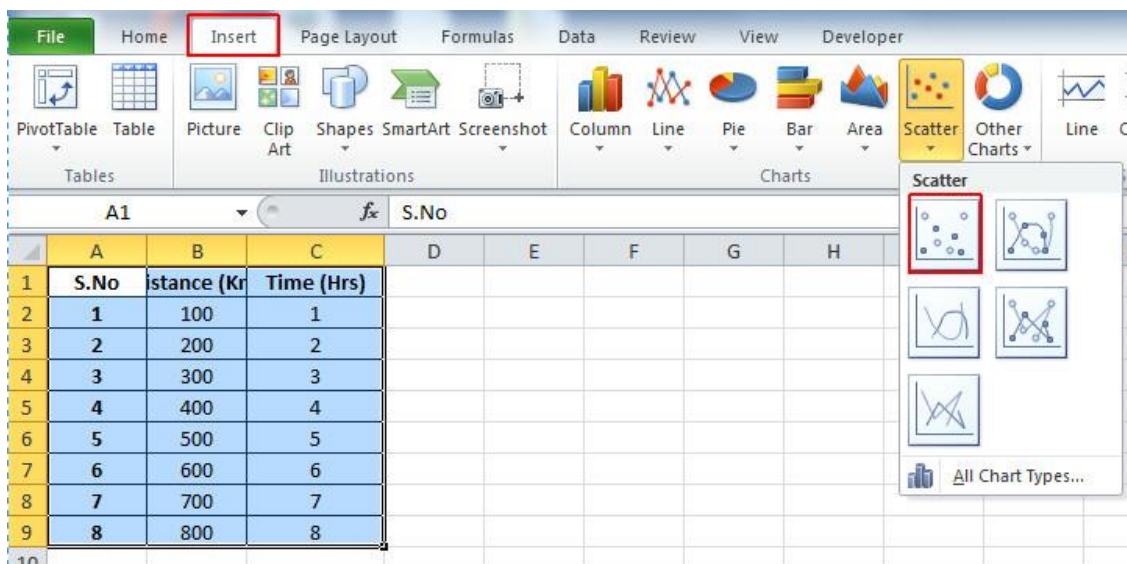 File Home Insert Page Layout Formulas Data Review View Developer
PivotTable Table Picture Clip Art Shapes SmartArt Screenshot Column Line Pie Bar Area Scatter Other Charts Line
Tables Illustrations Charts
Scatter
A1 fx S.No
A B C D E F G H
1 S.No istance (Kr Time (Hrs)
2 1 100 1
3 2 200 2
4 3 300 3
5 4 400 4
6 5 500 5
7 6 600 6
8 7 700 7
9 8 800 8
10
All Chart Types...